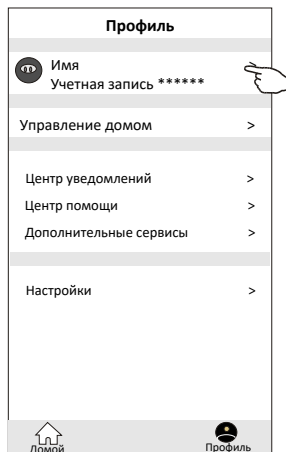 Профиль
Имя
Учетная запись ******
Управление домом >
Центр уведомлений >
Центр помощи >
Дополнительные сервисы >
Настройки >
Домой Профиль